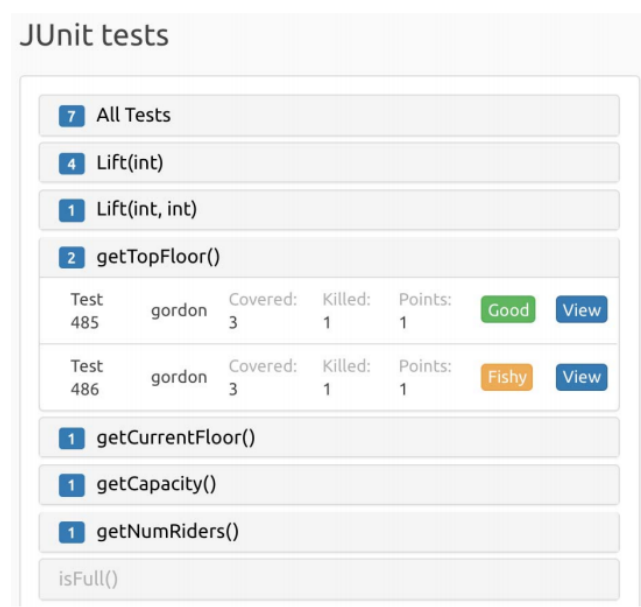 JUnit tests
7 All Tests
4 Lift(int)
1 Lift(int, int)
2 getTopFloor()
Test 485 gordon Covered: 3 Killed: 1 Points: 1 Good View
Test 486 gordon Covered: 3 Killed: 1 Points: 1 Fishy View
1 getCurrentFloor()
1 getCapacity()
1 getNumRiders()
isFull()